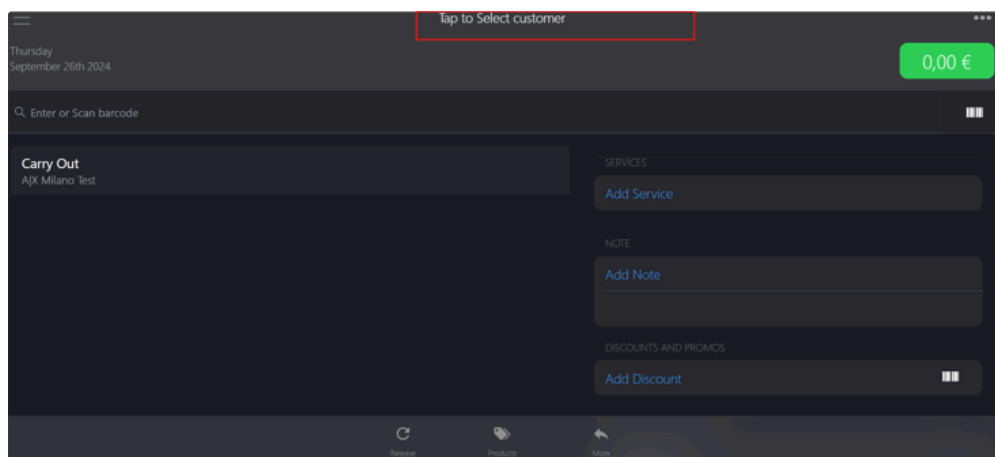 Tap to Select customer
Thursday
September 26th 2024
0,00 €
Enter or Scan barcode
Carry Out
A|X Milano Test
SERVICES
Add Service
NOTE
Add Note
DISCOUNTS AND PROMOS
Add Discount
Release
Products
More